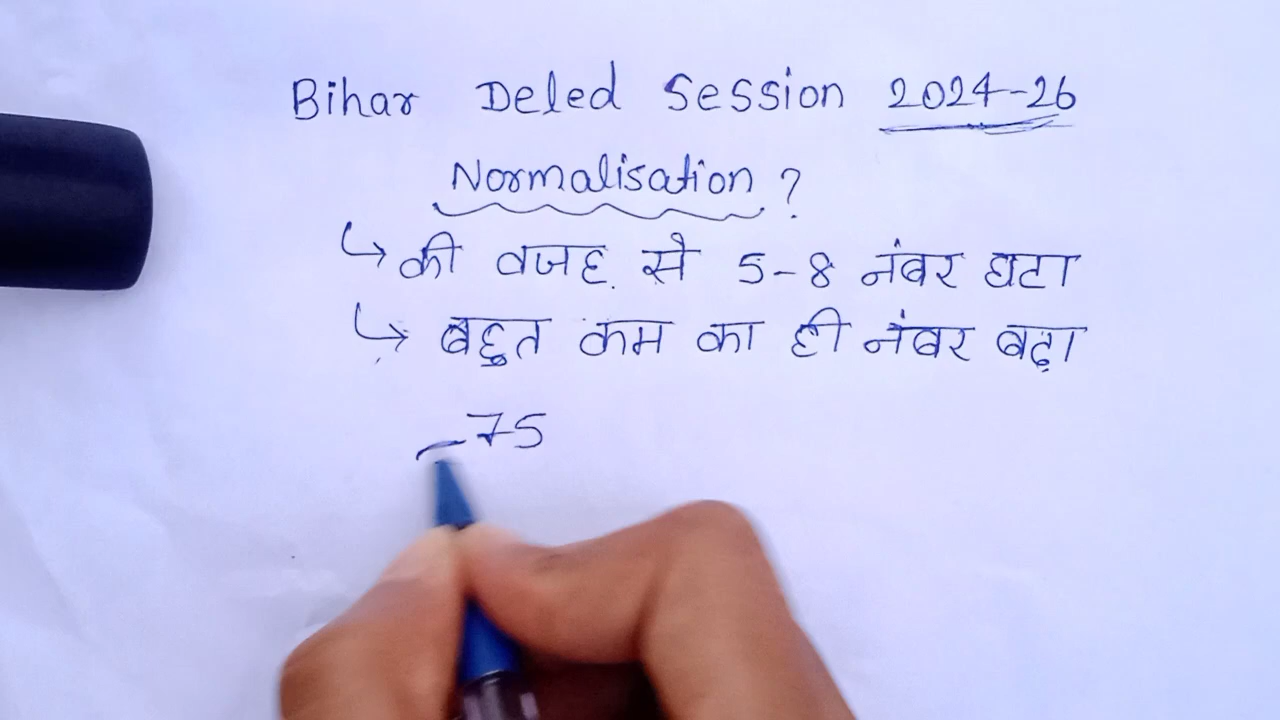 Bihar Deled Session 2024-26
Normalisation ?
↳ की वजह से 5-8 नंबर घटा
↳ बहुत कम का ही नंबर बढ़ा
75